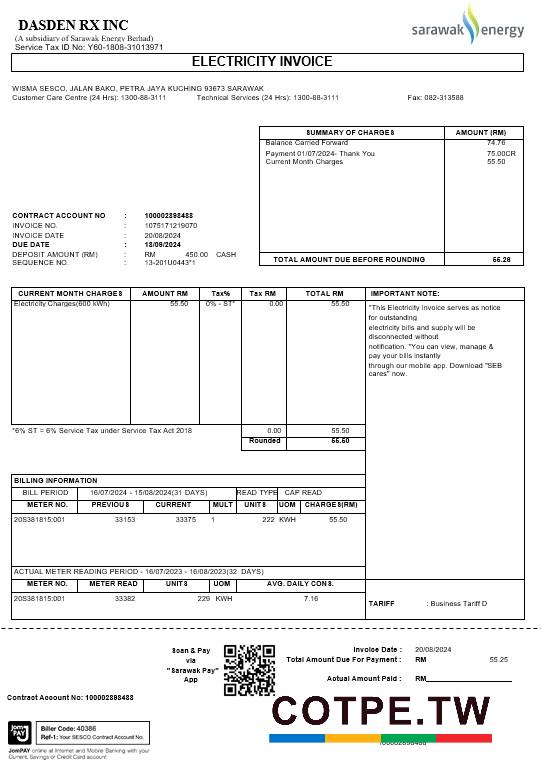 DASDEN RX INC
(A subsidiary of Sarawak Energy Berhad)
Service Tax ID No: Y60-1808-31013971
sarawak energy
ELECTRICITY INVOICE
WISMA SESCO, JALAN BAKO, PETRA JAYA KUCHING 93673 SARAWAK
Customer Care Centre (24 Hrs): 1300-88-3111 Technical Services (24 Hrs): 1300-88-3111 Fax: 082-313588
SUMMARY OF CHARGES AMOUNT (RM)
Balance Carried Forward 74.76
Payment 01/07/2024- Thank You 75.00CR
Current Month Charges 55.50
TOTAL AMOUNT DUE BEFORE ROUNDING 55.26
CONTRACT ACCOUNT NO : 100002898488
INVOICE NO. : 1075171219070
INVOICE DATE : 20/08/2024
DUE DATE : 18/09/2024
DEPOSIT AMOUNT (RM) : RM 450.00 CASH
SEQUENCE NO. : 13-201U0443*1
CURRENT MONTH CHARGES AMOUNT RM Tax% Tax RM TOTAL RM
Electricity Charges(600 kWh) 55.50 0% - ST* 0.00 55.50
*6% ST = 6% Service Tax under Service Tax Act 2018 0.00 55.50
Rounded 55.50
IMPORTANT NOTE:
"This Electricity Invoice serves as notice
for outstanding
electricity bills and supply will be
disconnected without
notification. "You can view, manage &
pay your bills instantly
through our mobile app. Download "SEB
cares" now.
BILLING INFORMATION
BILL PERIOD 16/07/2024 - 15/08/2024(31 DAYS) READ TYPE CAP READ
METER NO. PREVIOUS CURRENT MULT UNITS UOM CHARGES(RM)
20S381815:001 33153 33375 1 222 KWH 55.50
ACTUAL METER READING PERIOD - 16/07/2023 - 16/08/2023(32 DAYS)
METER NO. METER READ UNITS UOM AVG. DAILY CONS.
20S381815:001 33382 229 KWH 7.16
TARIFF : Business Tariff D
Scan & Pay
via
"Sarawak Pay"
App
Invoice Date : 20/08/2024
Total Amount Due For Payment : RM 55.25
Actual Amount Paid : RM
Contract Account No: 100002898488
COTPE.TW
JomPAY
Biller Code: 40386
Ref-1: Your SESCO Contract Account No.
JomPAY online at Internet and Mobile Banking with your
Current, Savings or Credit Card account